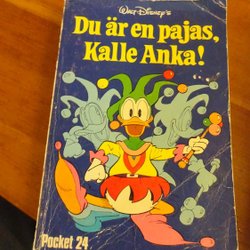 WALT DISNEY'S
Du är en pajas,
Kalle Anka!
Pocket 24